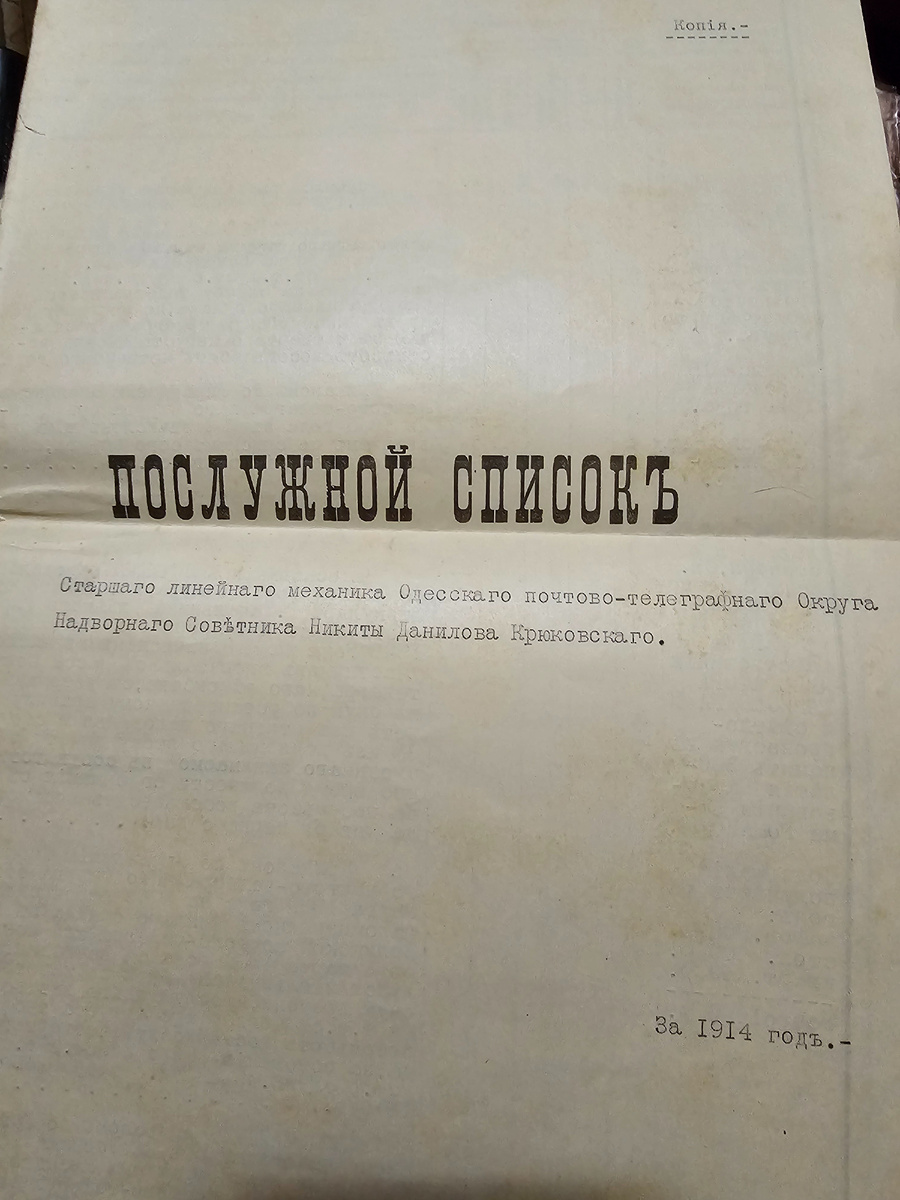 Копія.-
ПОСЛУЖНОЙ СПИСОКЪ
Старшаго линейнаго механика Одесскаго почтово-телеграфнаго Округа
Надворнаго Совѣтника Никиты Данилова Крюковскаго.
За 1914 годъ.-